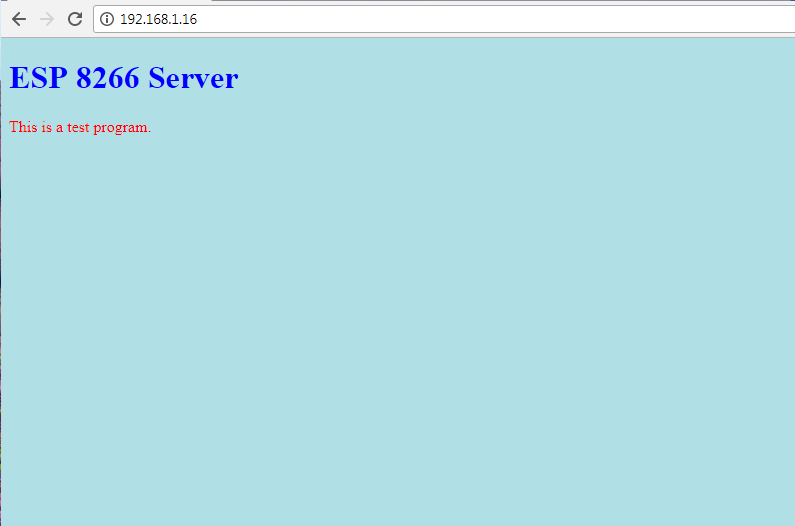 192.168.1.16
ESP 8266 Server
This is a test program.